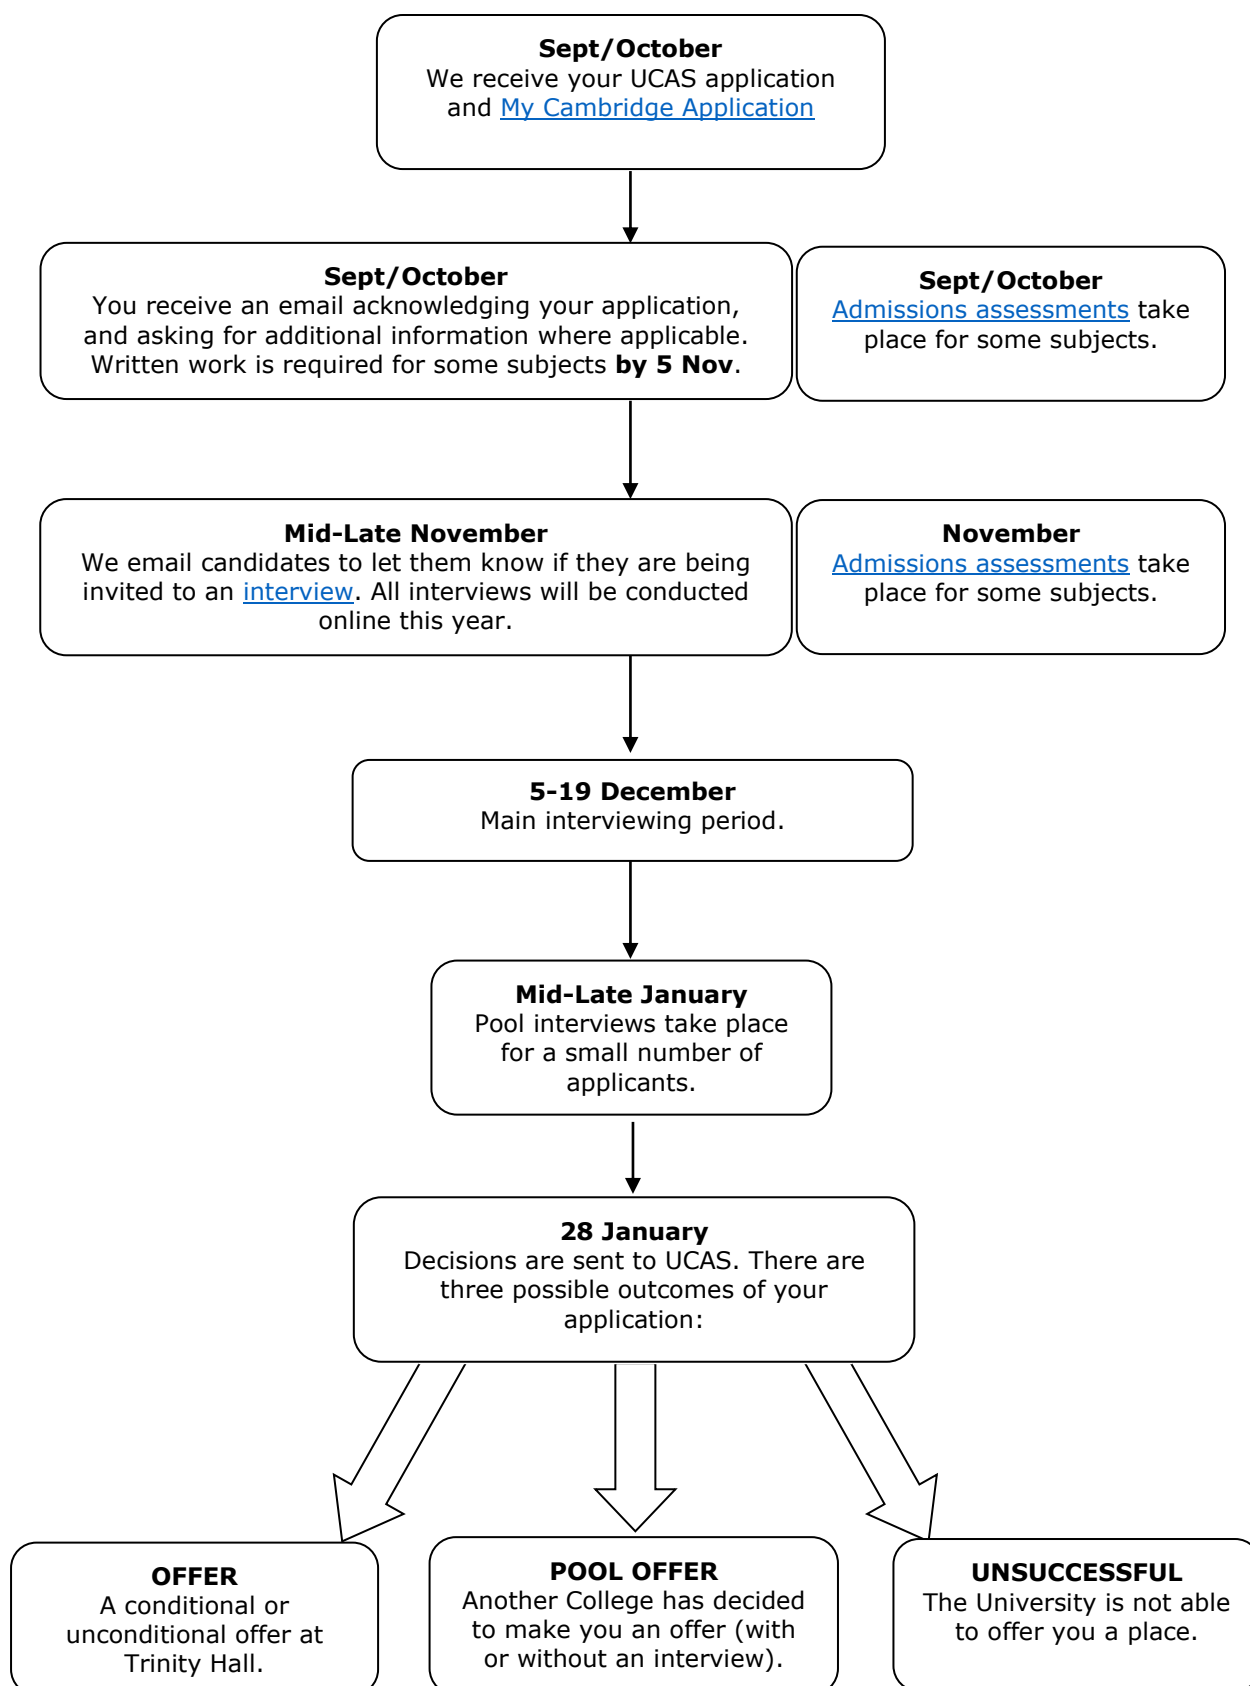 Sept/October
We receive your UCAS application
and My Cambridge Application
Sept/October
You receive an email acknowledging your application,
and asking for additional information where applicable.
Written work is required for some subjects by 5 Nov.
Sept/October
Admissions assessments take
place for some subjects.
Mid-Late November
We email candidates to let them know if they are being
invited to an interview. All interviews will be conducted
online this year.
November
Admissions assessments take
place for some subjects.
5-19 December
Main interviewing period.
Mid-Late January
Pool interviews take place
for a small number of
applicants.
28 January
Decisions are sent to UCAS. There are
three possible outcomes of your
application:
OFFER
A conditional or
unconditional offer at
Trinity Hall.
POOL OFFER
Another College has decided
to make you an offer (with
or without an interview).
UNSUCCESSFUL
The University is not able
to offer you a place.